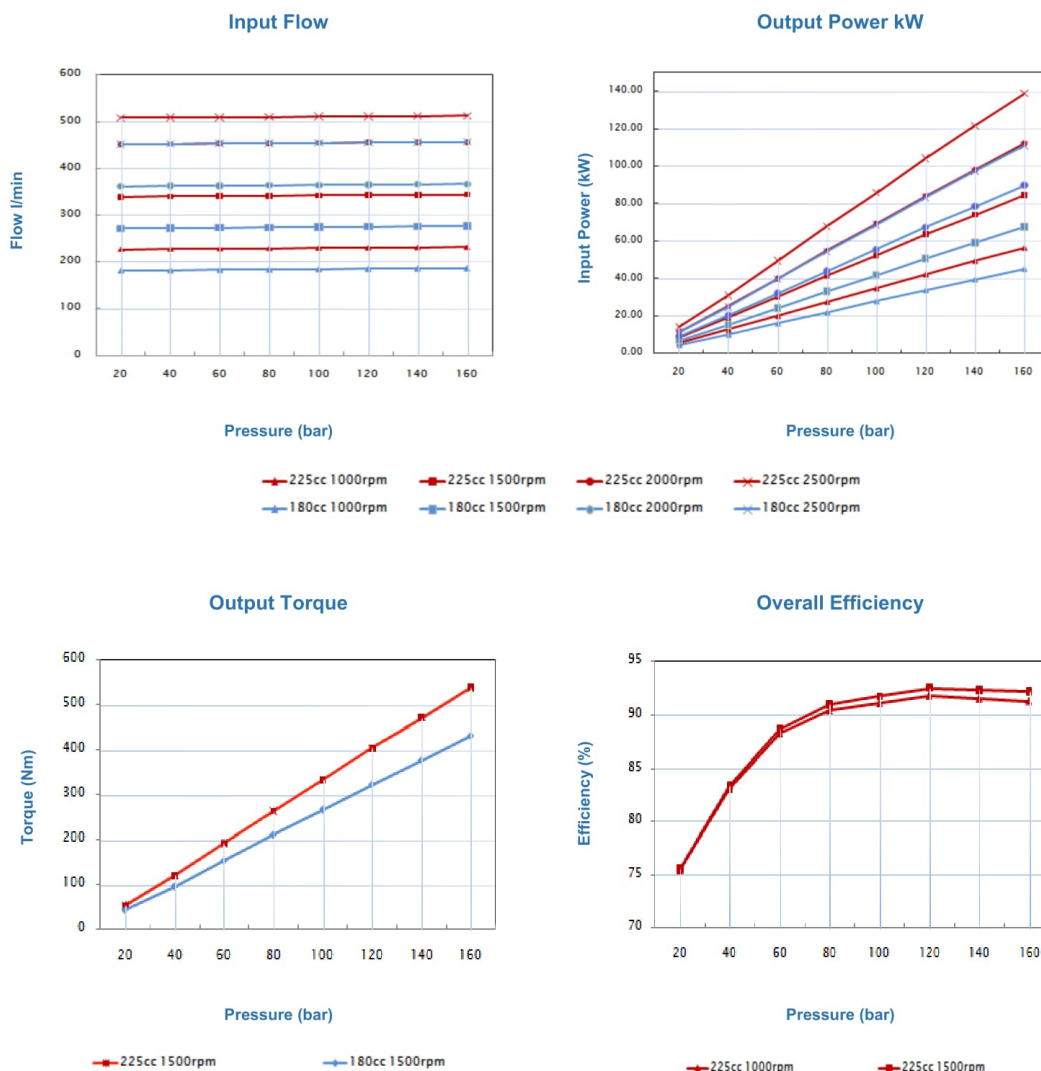 Input Flow
Output Power kW
600
500
400
300
200
100
0
Flow l/min
20 40 60 80 100 120 140 160
Pressure (bar)
140.00
120.00
100.00
80.00
60.00
40.00
20.00
0.00
Input Power (kW)
20 40 60 80 100 120 140 160
Pressure (bar)
225cc 1000rpm 225cc 1500rpm 225cc 2000rpm 225cc 2500rpm
180cc 1000rpm 180cc 1500rpm 180cc 2000rpm 180cc 2500rpm
Output Torque
Overall Efficiency
600
500
400
300
200
100
0
Torque (Nm)
20 40 60 80 100 120 140 160
Pressure (bar)
225cc 1500rpm 180cc 1500rpm
95
90
85
80
75
70
Efficiency (%)
20 40 60 80 100 120 140 160
Pressure (bar)
225cc 1000rpm 225cc 1500rpm